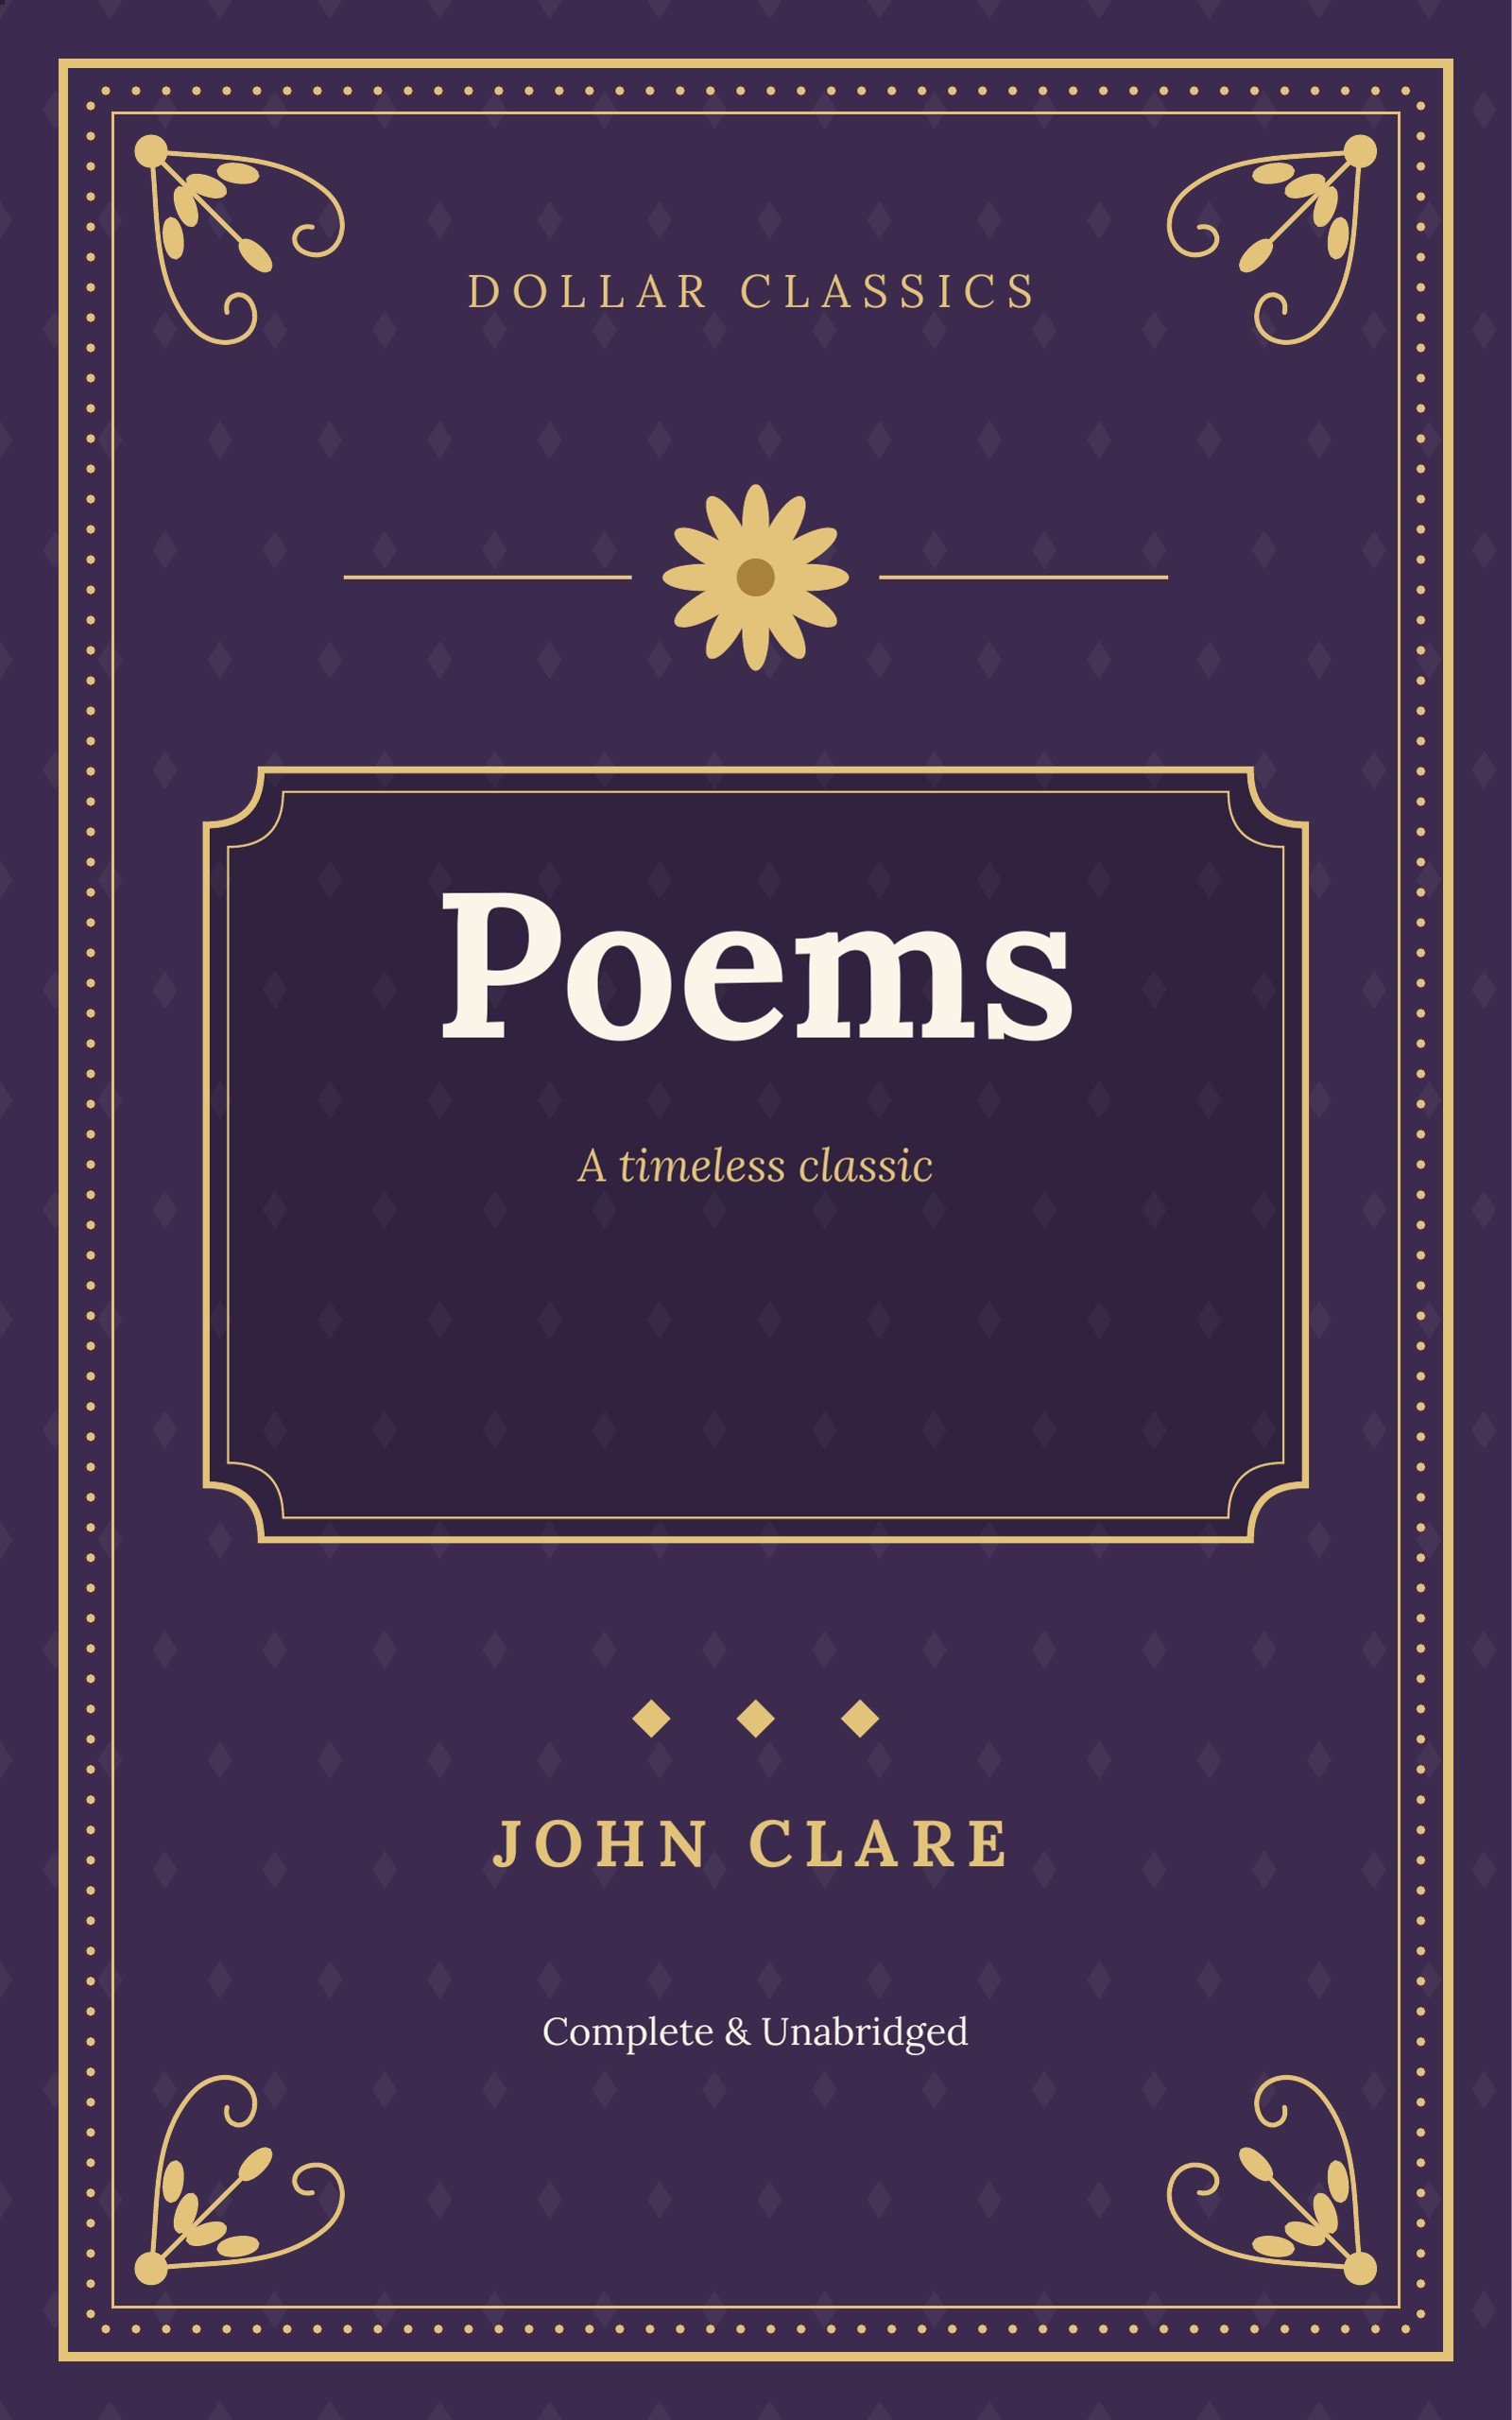 DOLLAR CLASSICS
Poems
A timeless classic
JOHN CLARE
Complete & Unabridged